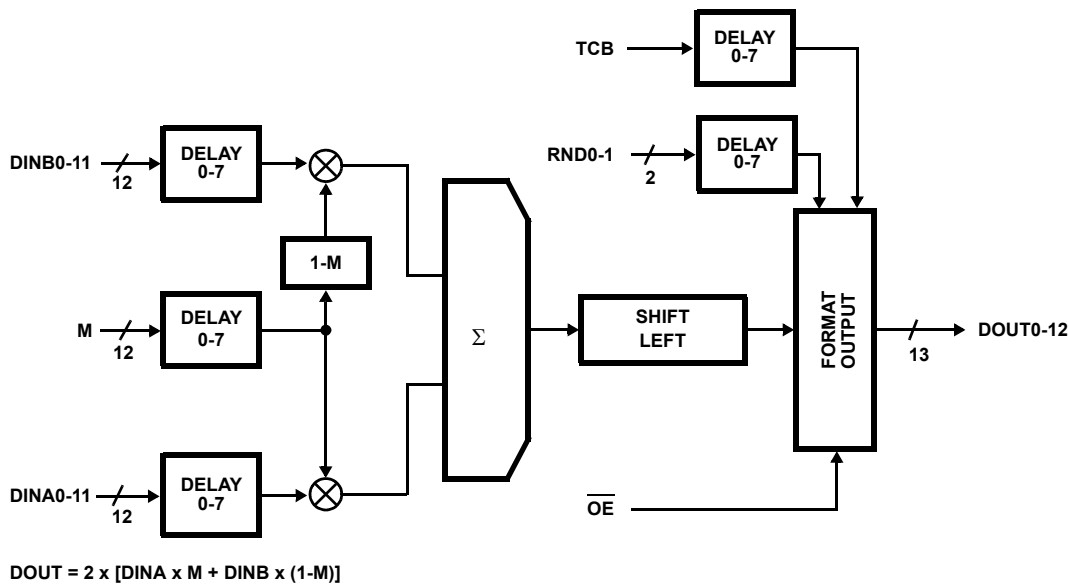 TCB
DELAY
0-7
DINB0-11
12
DELAY
0-7
RND0-1
2
DELAY
0-7
1-M
M
12
DELAY
0-7
Σ
SHIFT
LEFT
FORMAT
OUTPUT
13
DOUT0-12
DINA0-11
12
DELAY
0-7
OE
DOUT = 2 x [DINA x M + DINB x (1-M)]